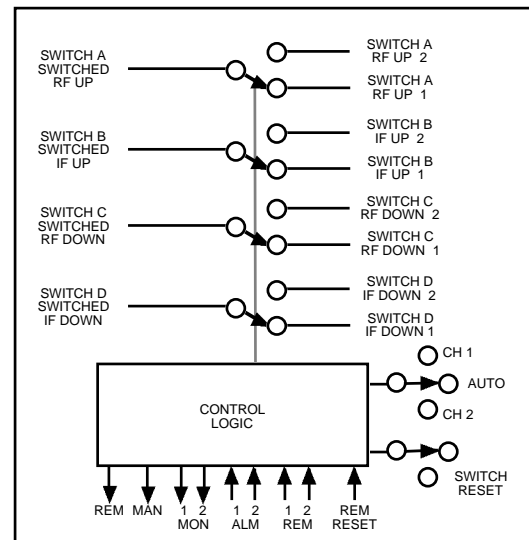 SWITCH A
SWITCHED
RF UP
SWITCH A
RF UP 2
SWITCH A
RF UP 1
SWITCH B
SWITCHED
IF UP
SWITCH B
IF UP 2
SWITCH B
IF UP 1
SWITCH C
SWITCHED
RF DOWN
SWITCH C
RF DOWN 2
SWITCH C
RF DOWN 1
SWITCH D
SWITCHED
IF DOWN
SWITCH D
IF DOWN 2
SWITCH D
IF DOWN 1
CONTROL
LOGIC
CH 1
AUTO
CH 2
SWITCH
RESET
REM
MAN
1 2
MON
1 2
ALM
1 2
REM
REM
RESET